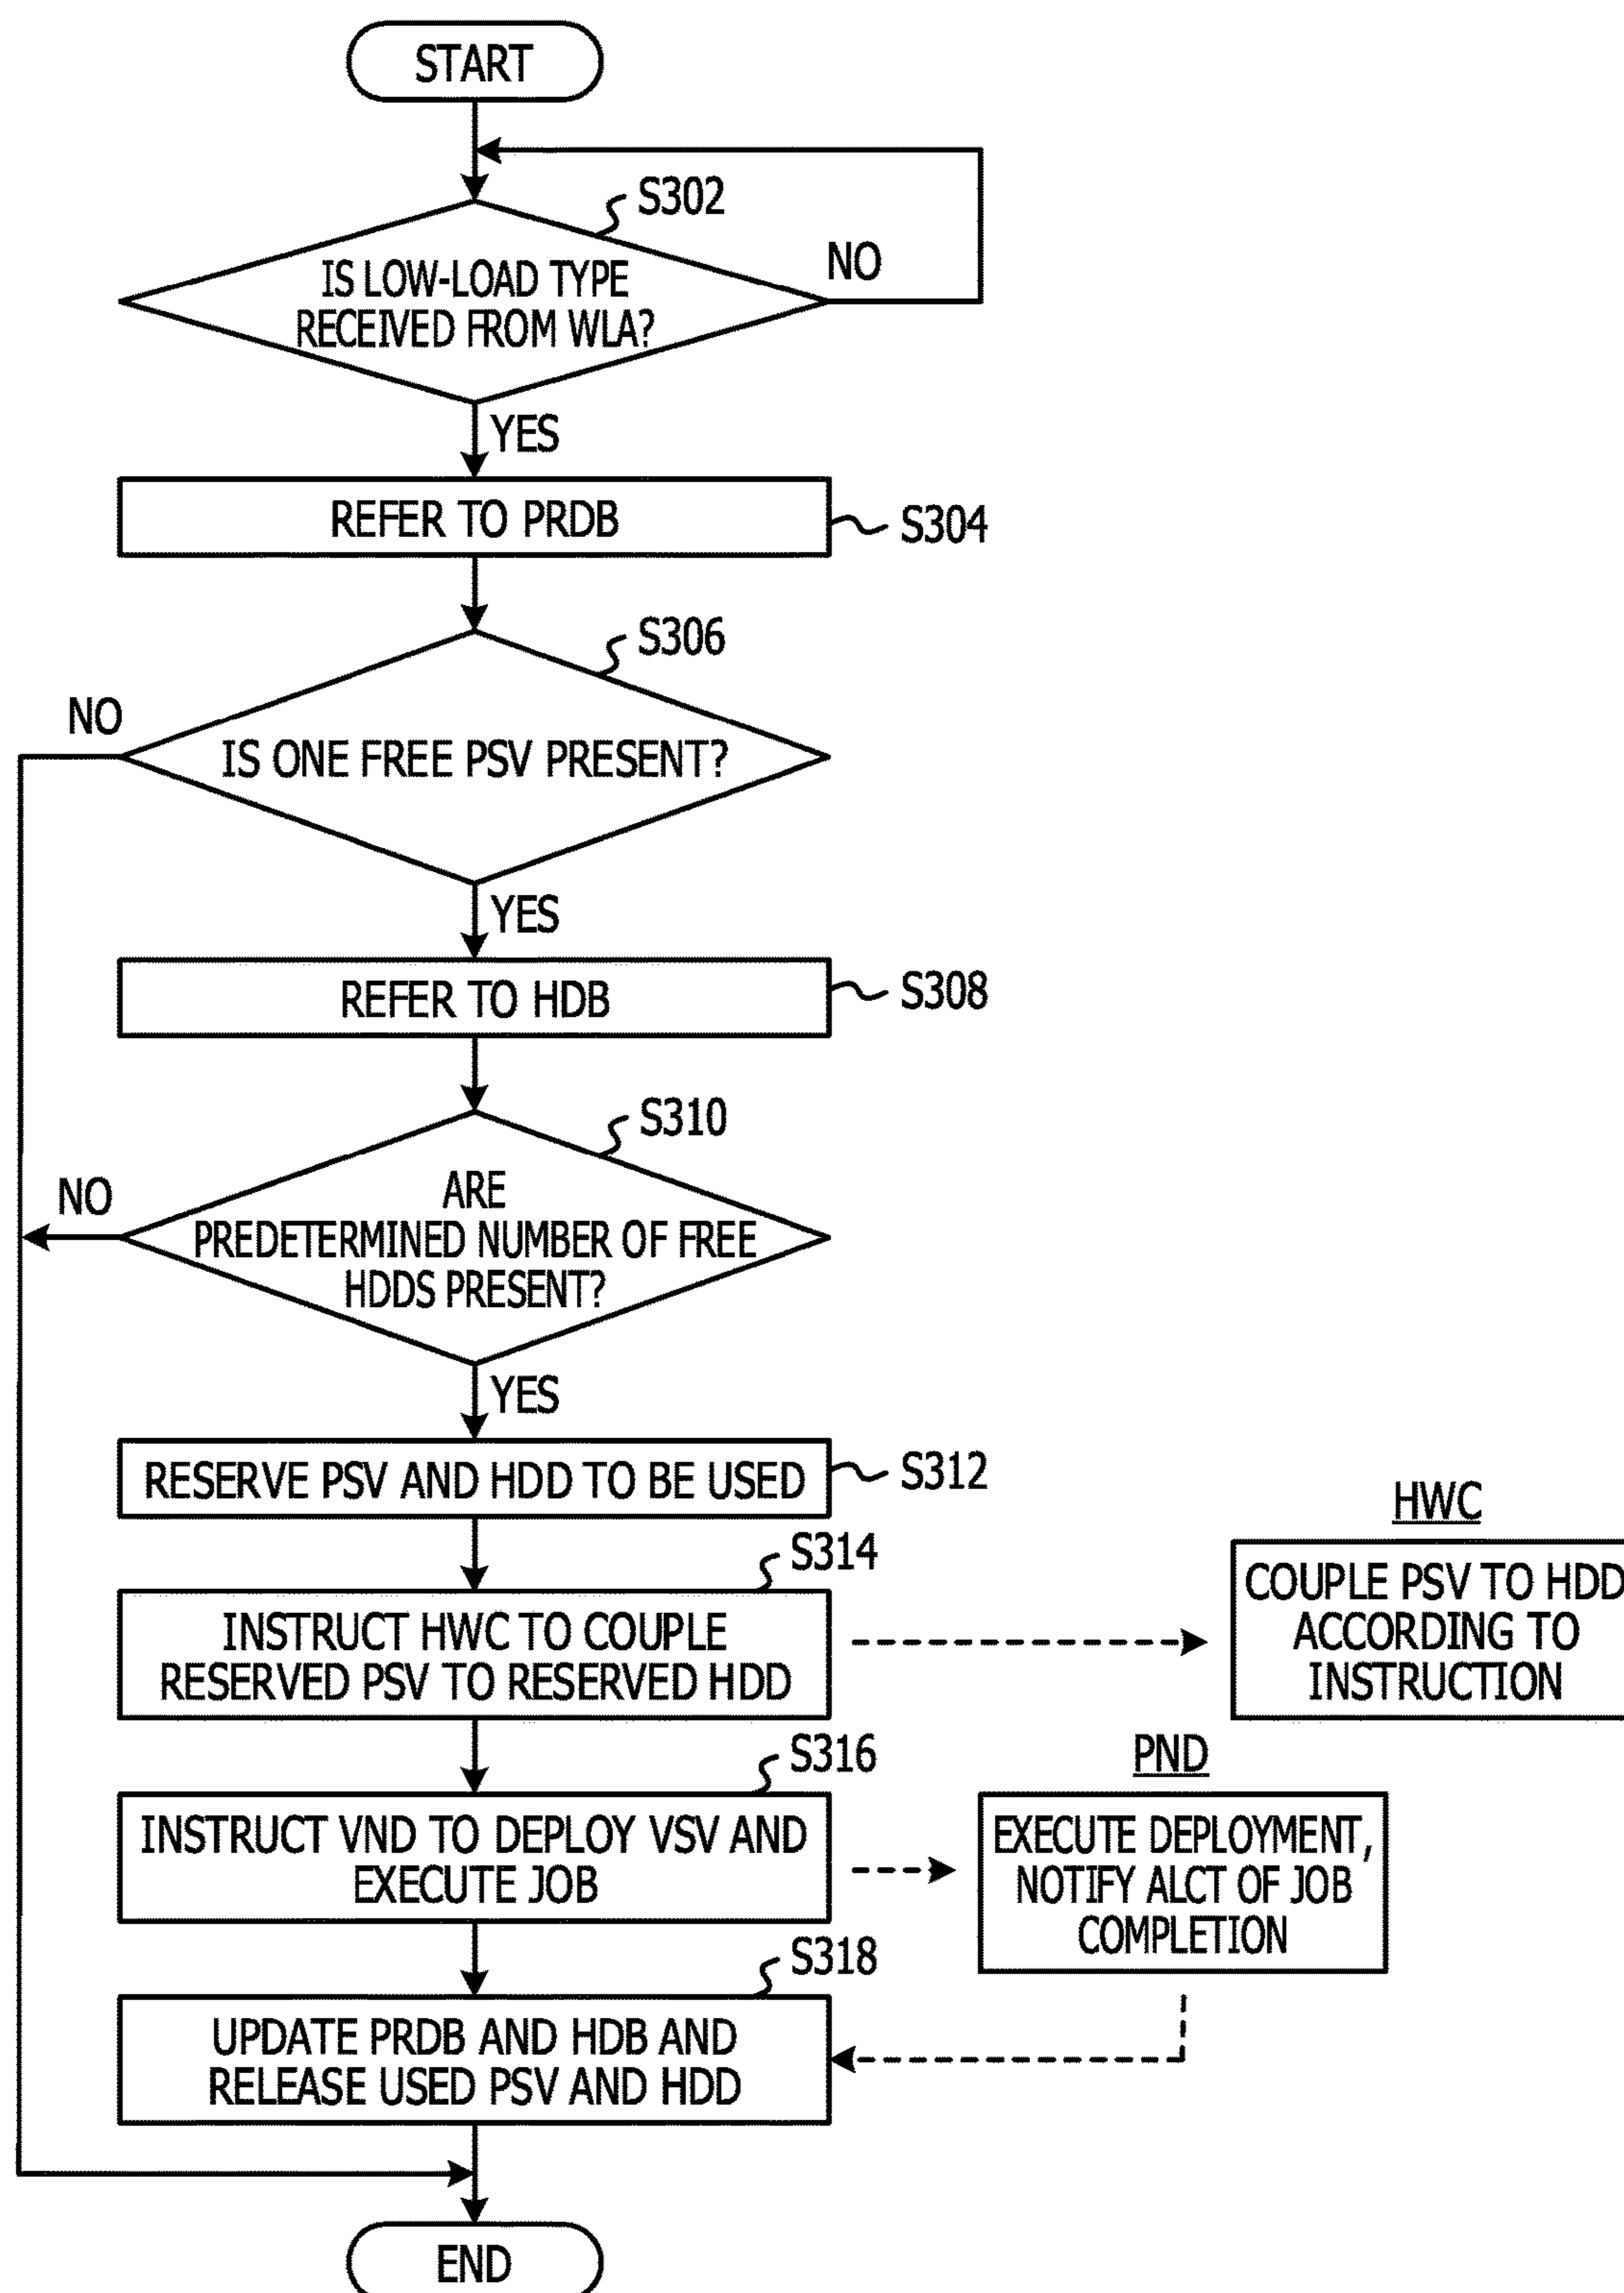 START
S302
IS LOW-LOAD TYPE
RECEIVED FROM WLA?
NO
YES
REFER TO PRDB
S304
S306
NO
IS ONE FREE PSV PRESENT?
YES
REFER TO HDB
S308
S310
NO
ARE
PREDETERMINED NUMBER OF FREE
HDDS PRESENT?
YES
RESERVE PSV AND HDD TO BE USED
S312
S314
INSTRUCT HWC TO COUPLE
RESERVED PSV TO RESERVED HDD
HWC
COUPLE PSV TO HDD
ACCORDING TO
INSTRUCTION
S316
INSTRUCT VND TO DEPLOY VSV AND
EXECUTE JOB
PND
EXECUTE DEPLOYMENT,
NOTIFY ALCT OF JOB
COMPLETION
S318
UPDATE PRDB AND HDB AND
RELEASE USED PSV AND HDD
END